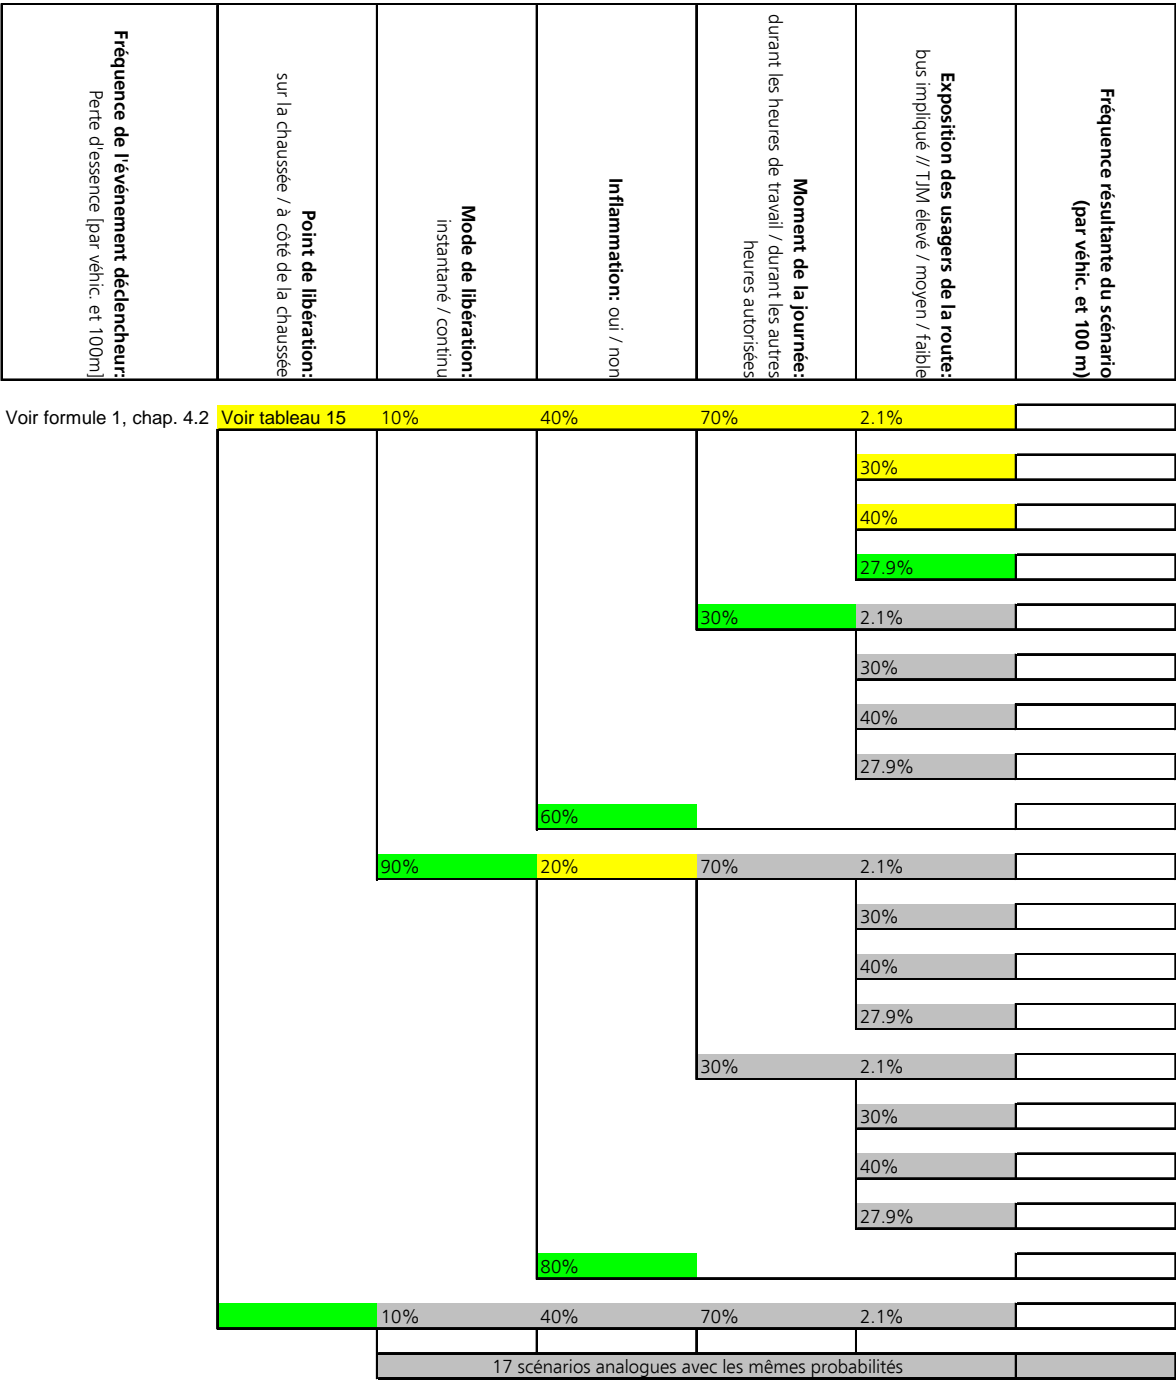 Fréquence de l'événement déclencheur:
Perte d'essence [par véhic. et 100m]
Point de libération:
sur la chaussée / à côté de la chaussée
Mode de libération:
instantané / continu
Inflammation: oui / non
Moment de la journée:
durant les heures de travail / durant les autres
heures autorisées
Exposition des usagers de la route:
bus impliqué // TJM élevé / moyen / faible
Fréquence résultante du scénario
(par véhic. et 100 m)
Voir formule 1, chap. 4.2 Voir tableau 15 10% 40% 70% 2.1%
30%
40%
27.9%
30% 2.1%
30%
40%
27.9%
60%
90% 20% 70% 2.1%
30%
40%
27.9%
30% 2.1%
30%
40%
27.9%
80%
10% 40% 70% 2.1%
17 scénarios analogues avec les mêmes probabilités